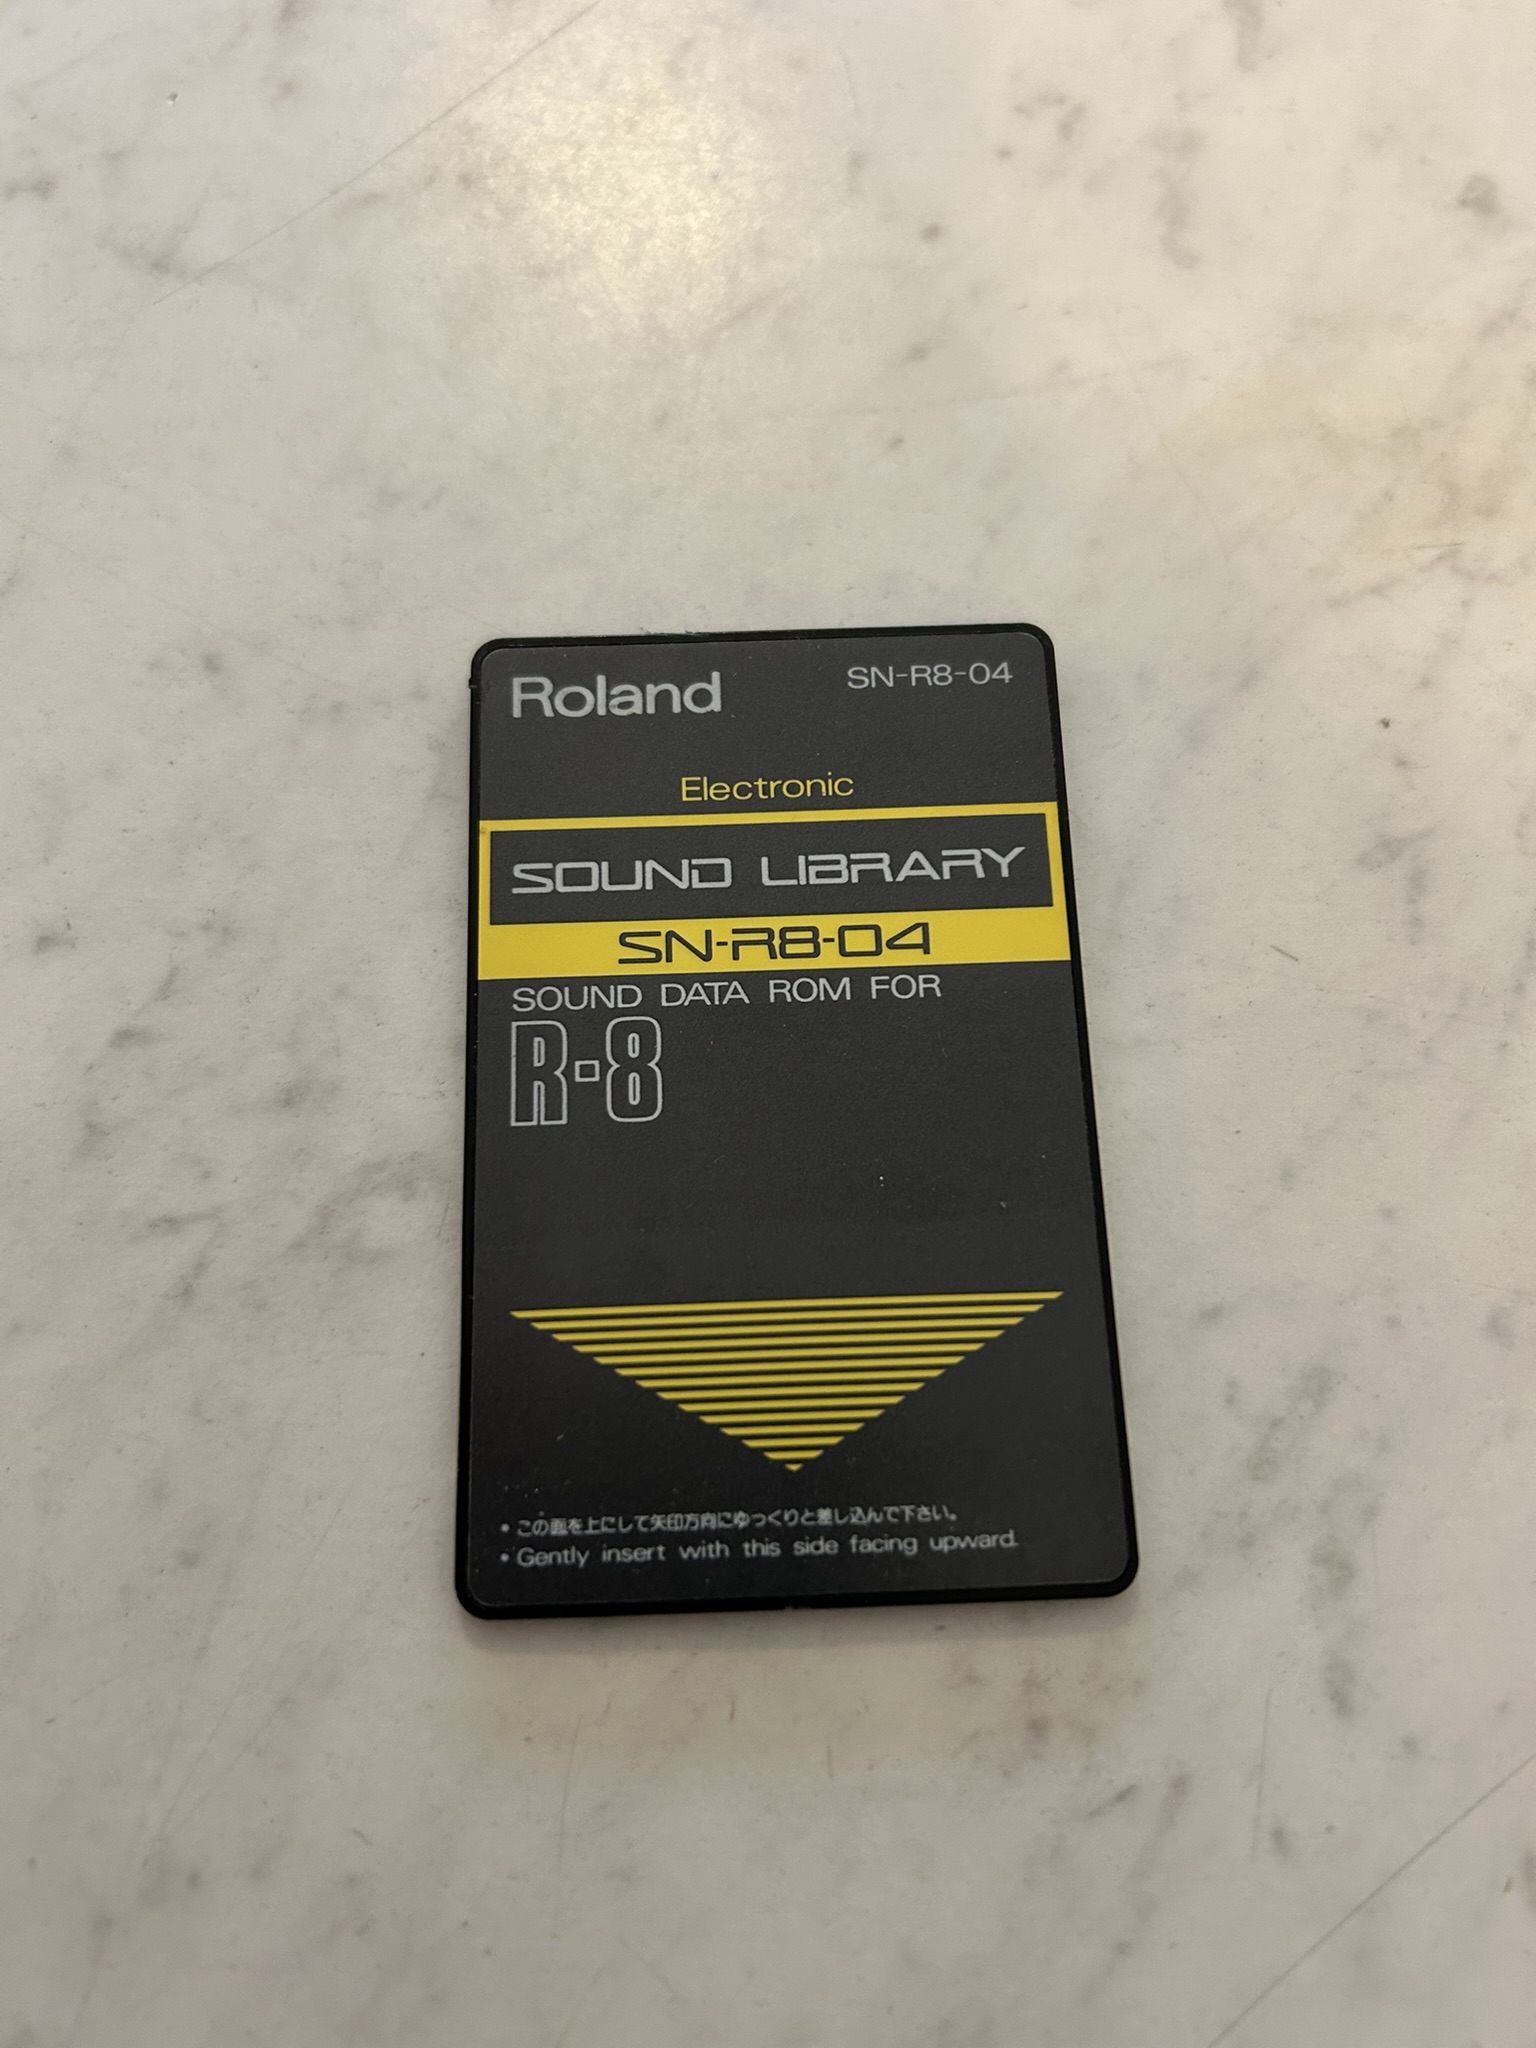 Roland
SN-R8-04
Electronic
SOUND LIBRARY
SN-R8-04
SOUND DATA ROM FOR
R-8
• この面を上にして矢印方向にゆっくりと差し込んで下さい。
• Gently insert with this side facing upward.